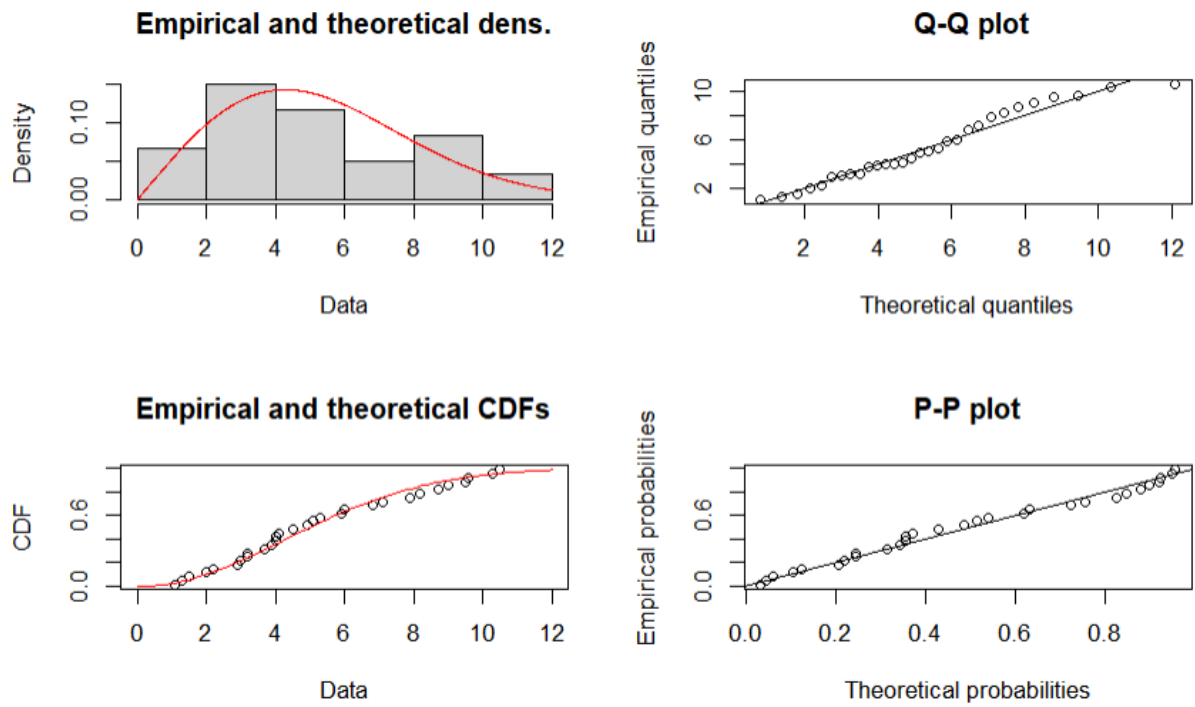 Empirical and theoretical dens.
Density
0.00 0.10
0 2 4 6 8 10 12
Data
Q-Q plot
Empirical quantiles
2 6 10
2 4 6 8 10 12
Theoretical quantiles
Empirical and theoretical CDFs
CDF
0.0 0.6
0 2 4 6 8 10 12
Data
P-P plot
Empirical probabilities
0.0 0.6
0.0 0.2 0.4 0.6 0.8
Theoretical probabilities